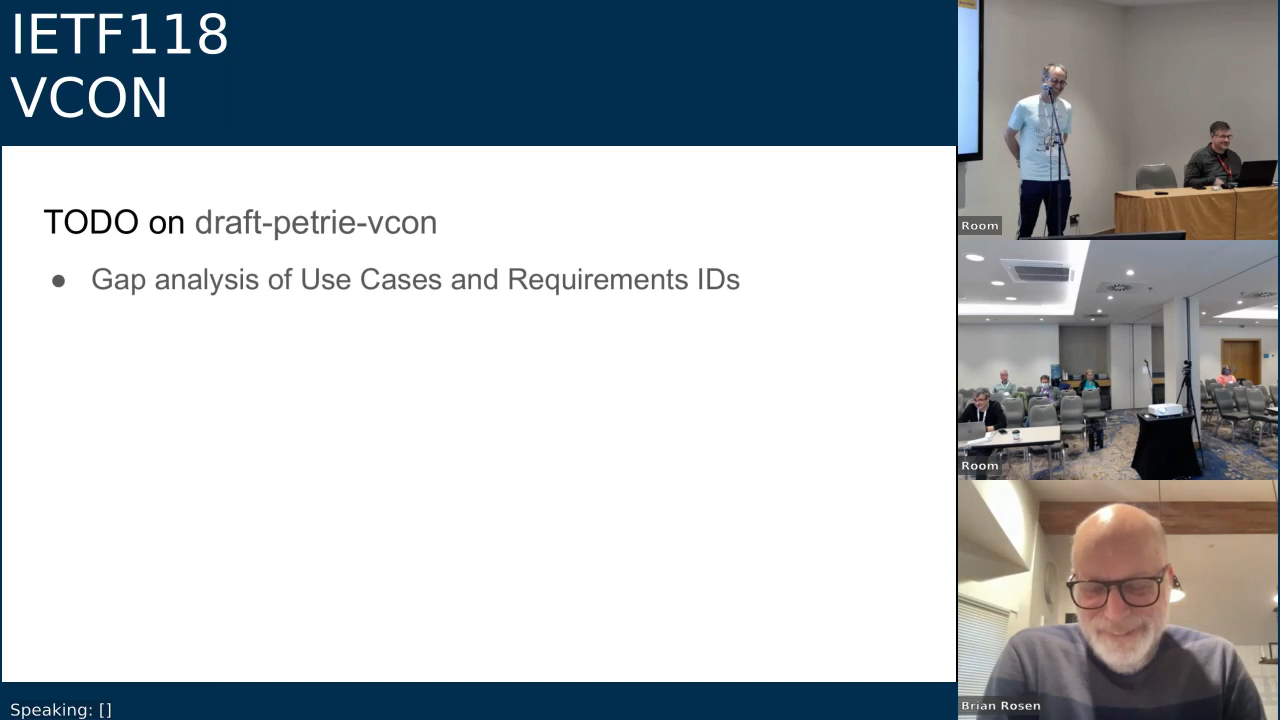 IETF118
VCON
TODO on draft-petrie-vcon
● Gap analysis of Use Cases and Requirements IDs
Speaking: []
Room
Room
Brian Rosen